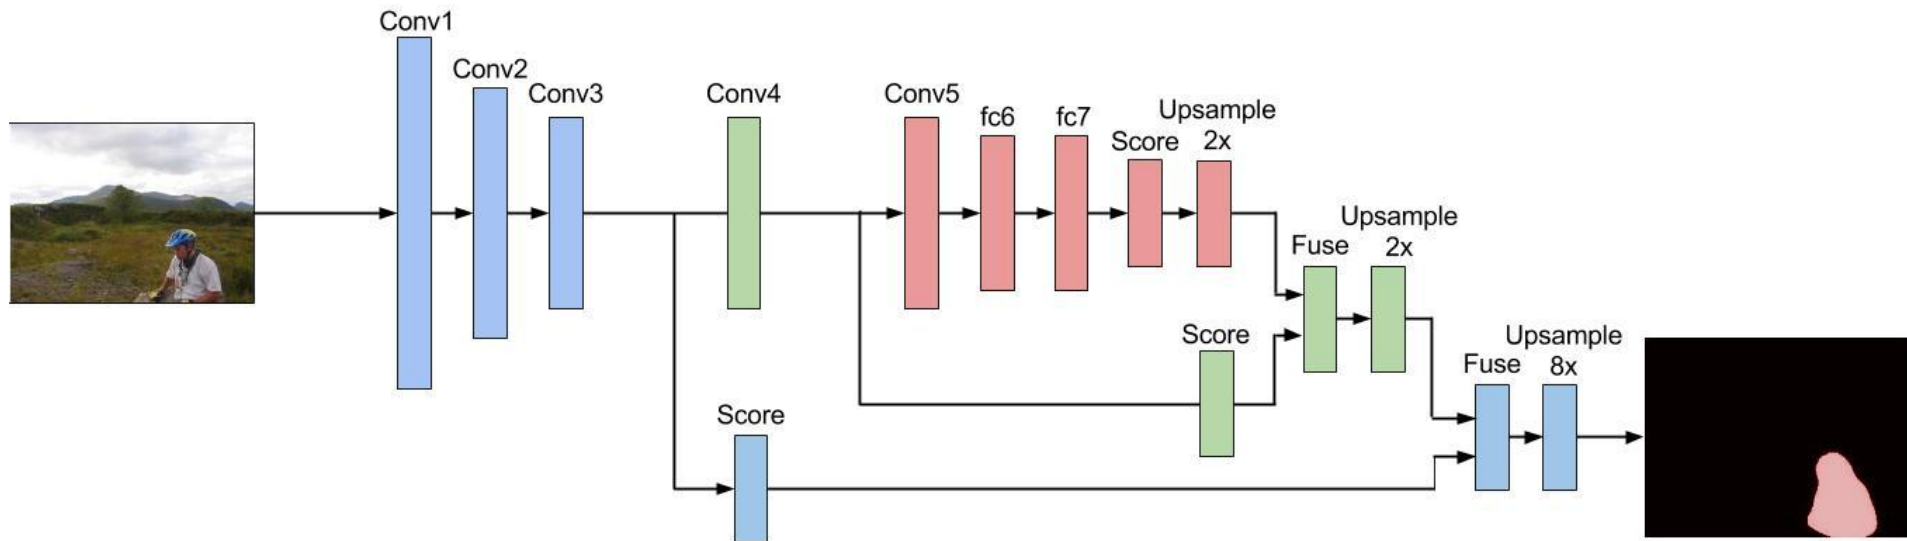 Conv1
Conv2
Conv3
Conv4
Conv5
fc6
fc7
Score
Upsample
2x
Fuse
Upsample
2x
Score
Fuse
Upsample
8x
Score